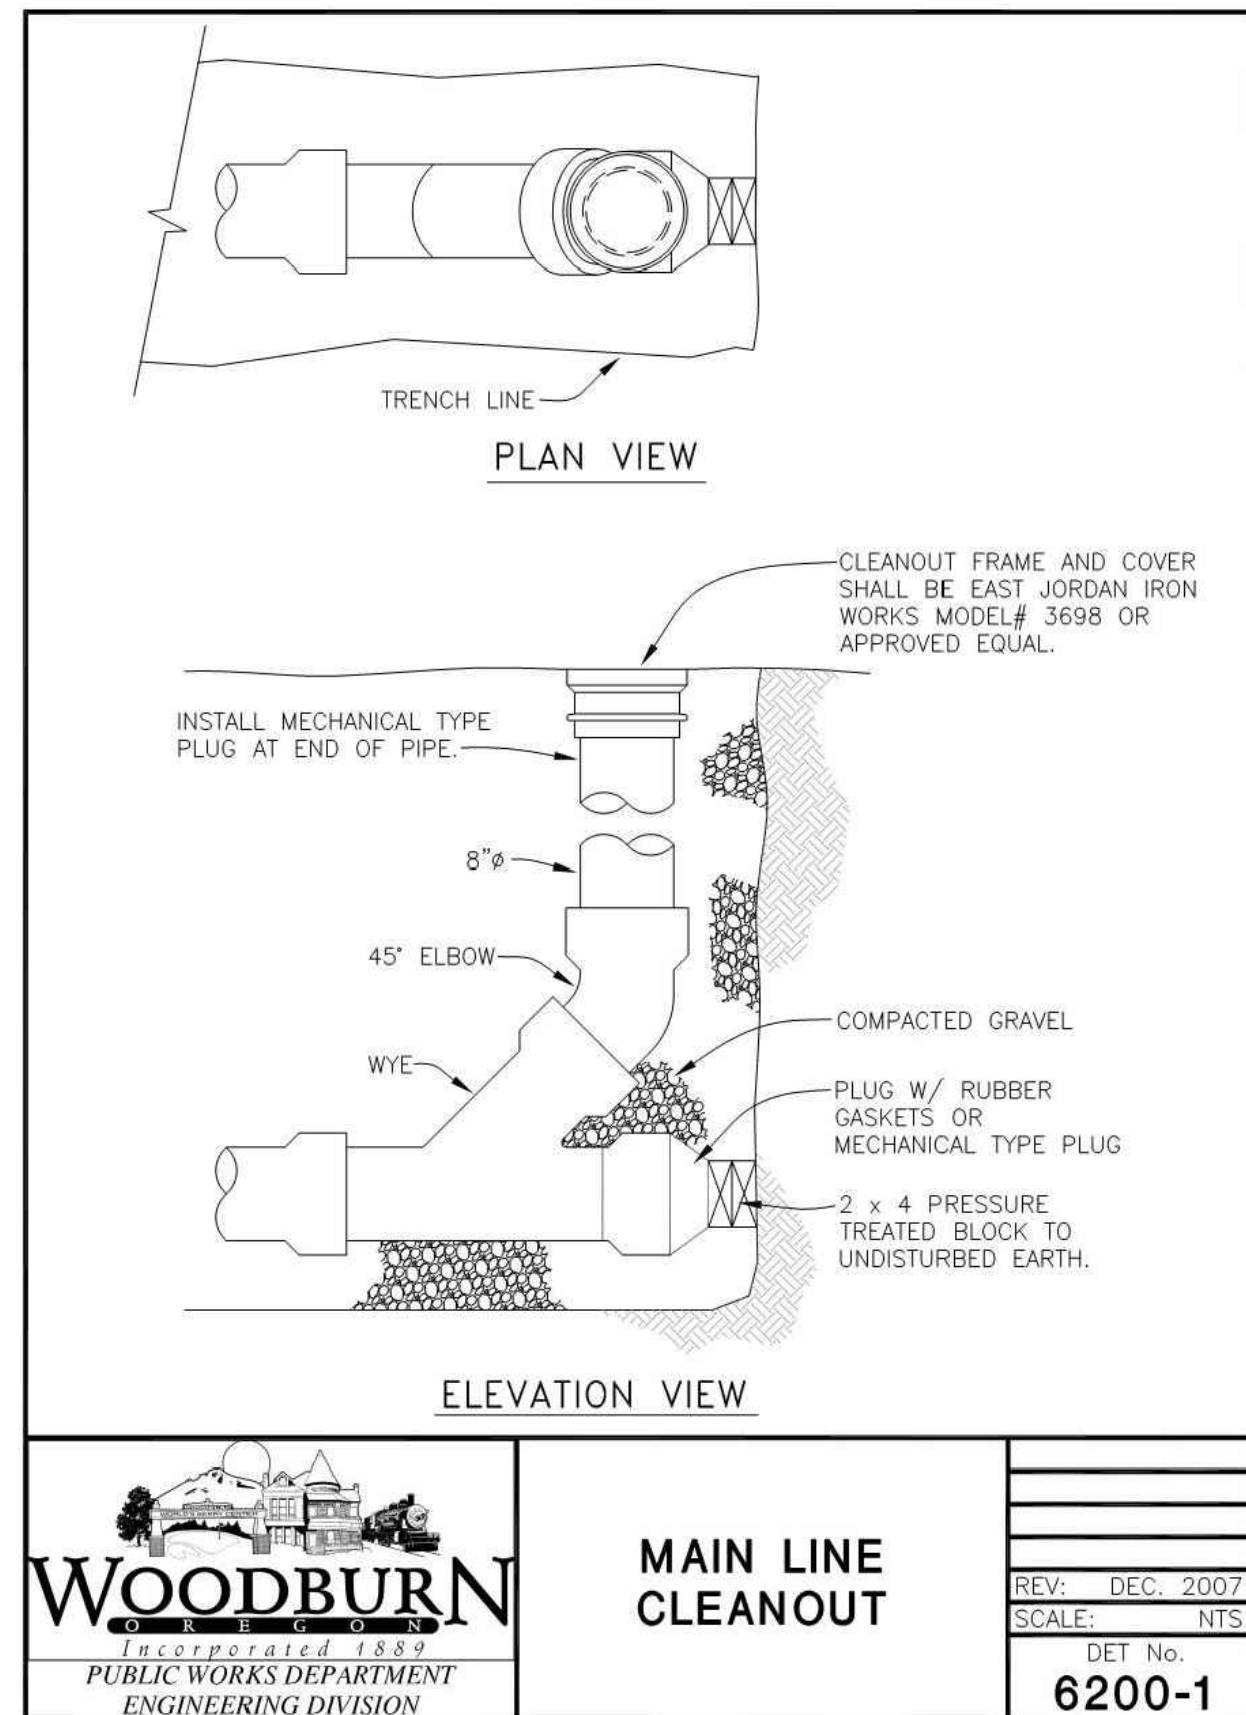 TRENCH LINE
PLAN VIEW
CLEANOUT FRAME AND COVER
SHALL BE EAST JORDAN IRON
WORKS MODEL# 3698 OR
APPROVED EQUAL.
INSTALL MECHANICAL TYPE
PLUG AT END OF PIPE.
8"ø
45° ELBOW
COMPACTED GRAVEL
WYE
PLUG W/ RUBBER
GASKETS OR
MECHANICAL TYPE PLUG
2 x 4 PRESSURE
TREATED BLOCK TO
UNDISTURBED EARTH.
ELEVATION VIEW
WORLD'S BERRY CENTER
WOODBURN
OREGON
Incorporated 1889
PUBLIC WORKS DEPARTMENT
ENGINEERING DIVISION
MAIN LINE
CLEANOUT
REV: DEC. 2007
SCALE: NTS
DET No.
6200-1